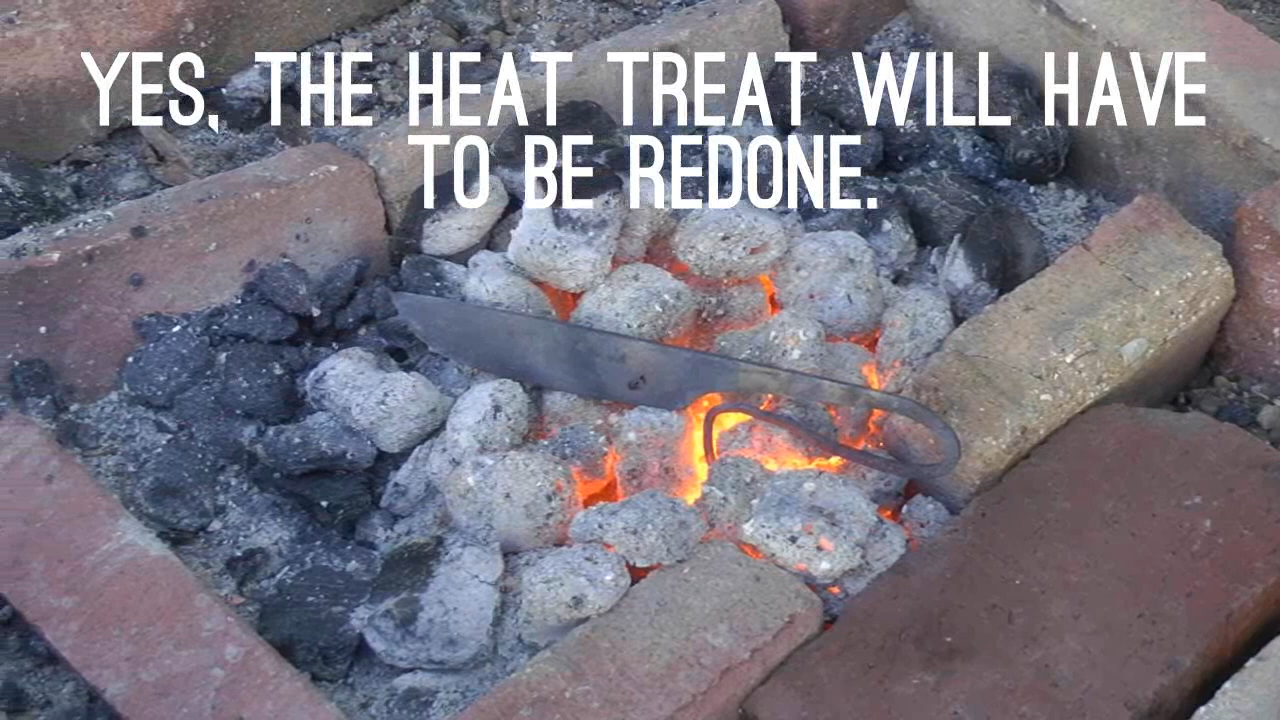 YES, THE HEAT TREAT WILL HAVE
TO BE REDONE.